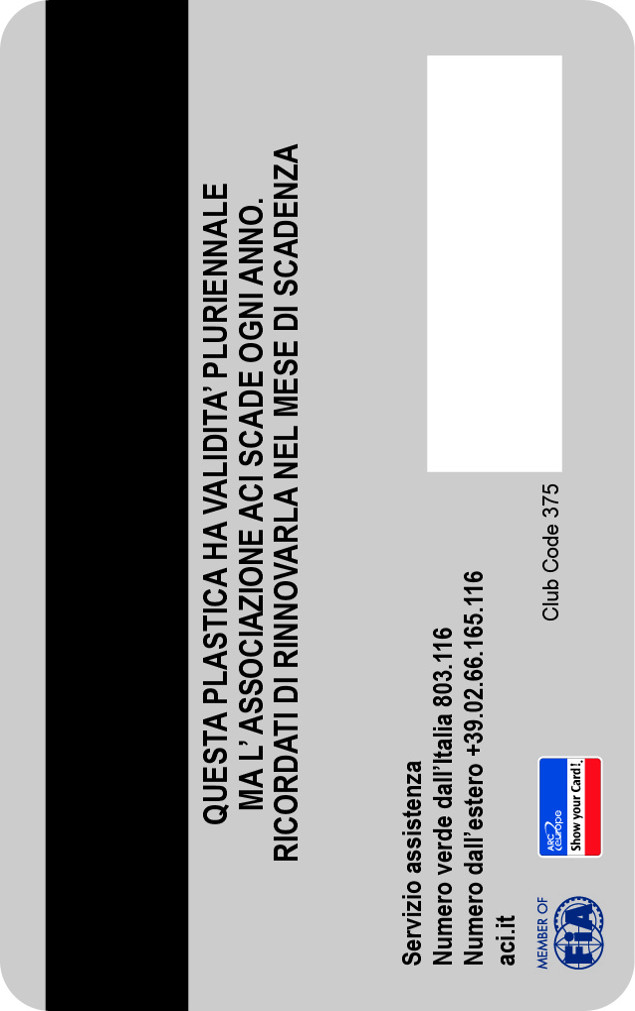 QUESTA PLASTICA HA VALIDITA’ PLURIENNALE
MA L’ ASSOCIAZIONE ACI SCADE OGNI ANNO.
RICORDATI DI RINNOVARLA NEL MESE DI SCADENZA
Servizio assistenza
Numero verde dall’Italia 803.116
Numero dall’estero +39.02.66.165.116
aci.it
Club Code 375
MEMBER OF
FiA
ARC
europe
Show your Card!